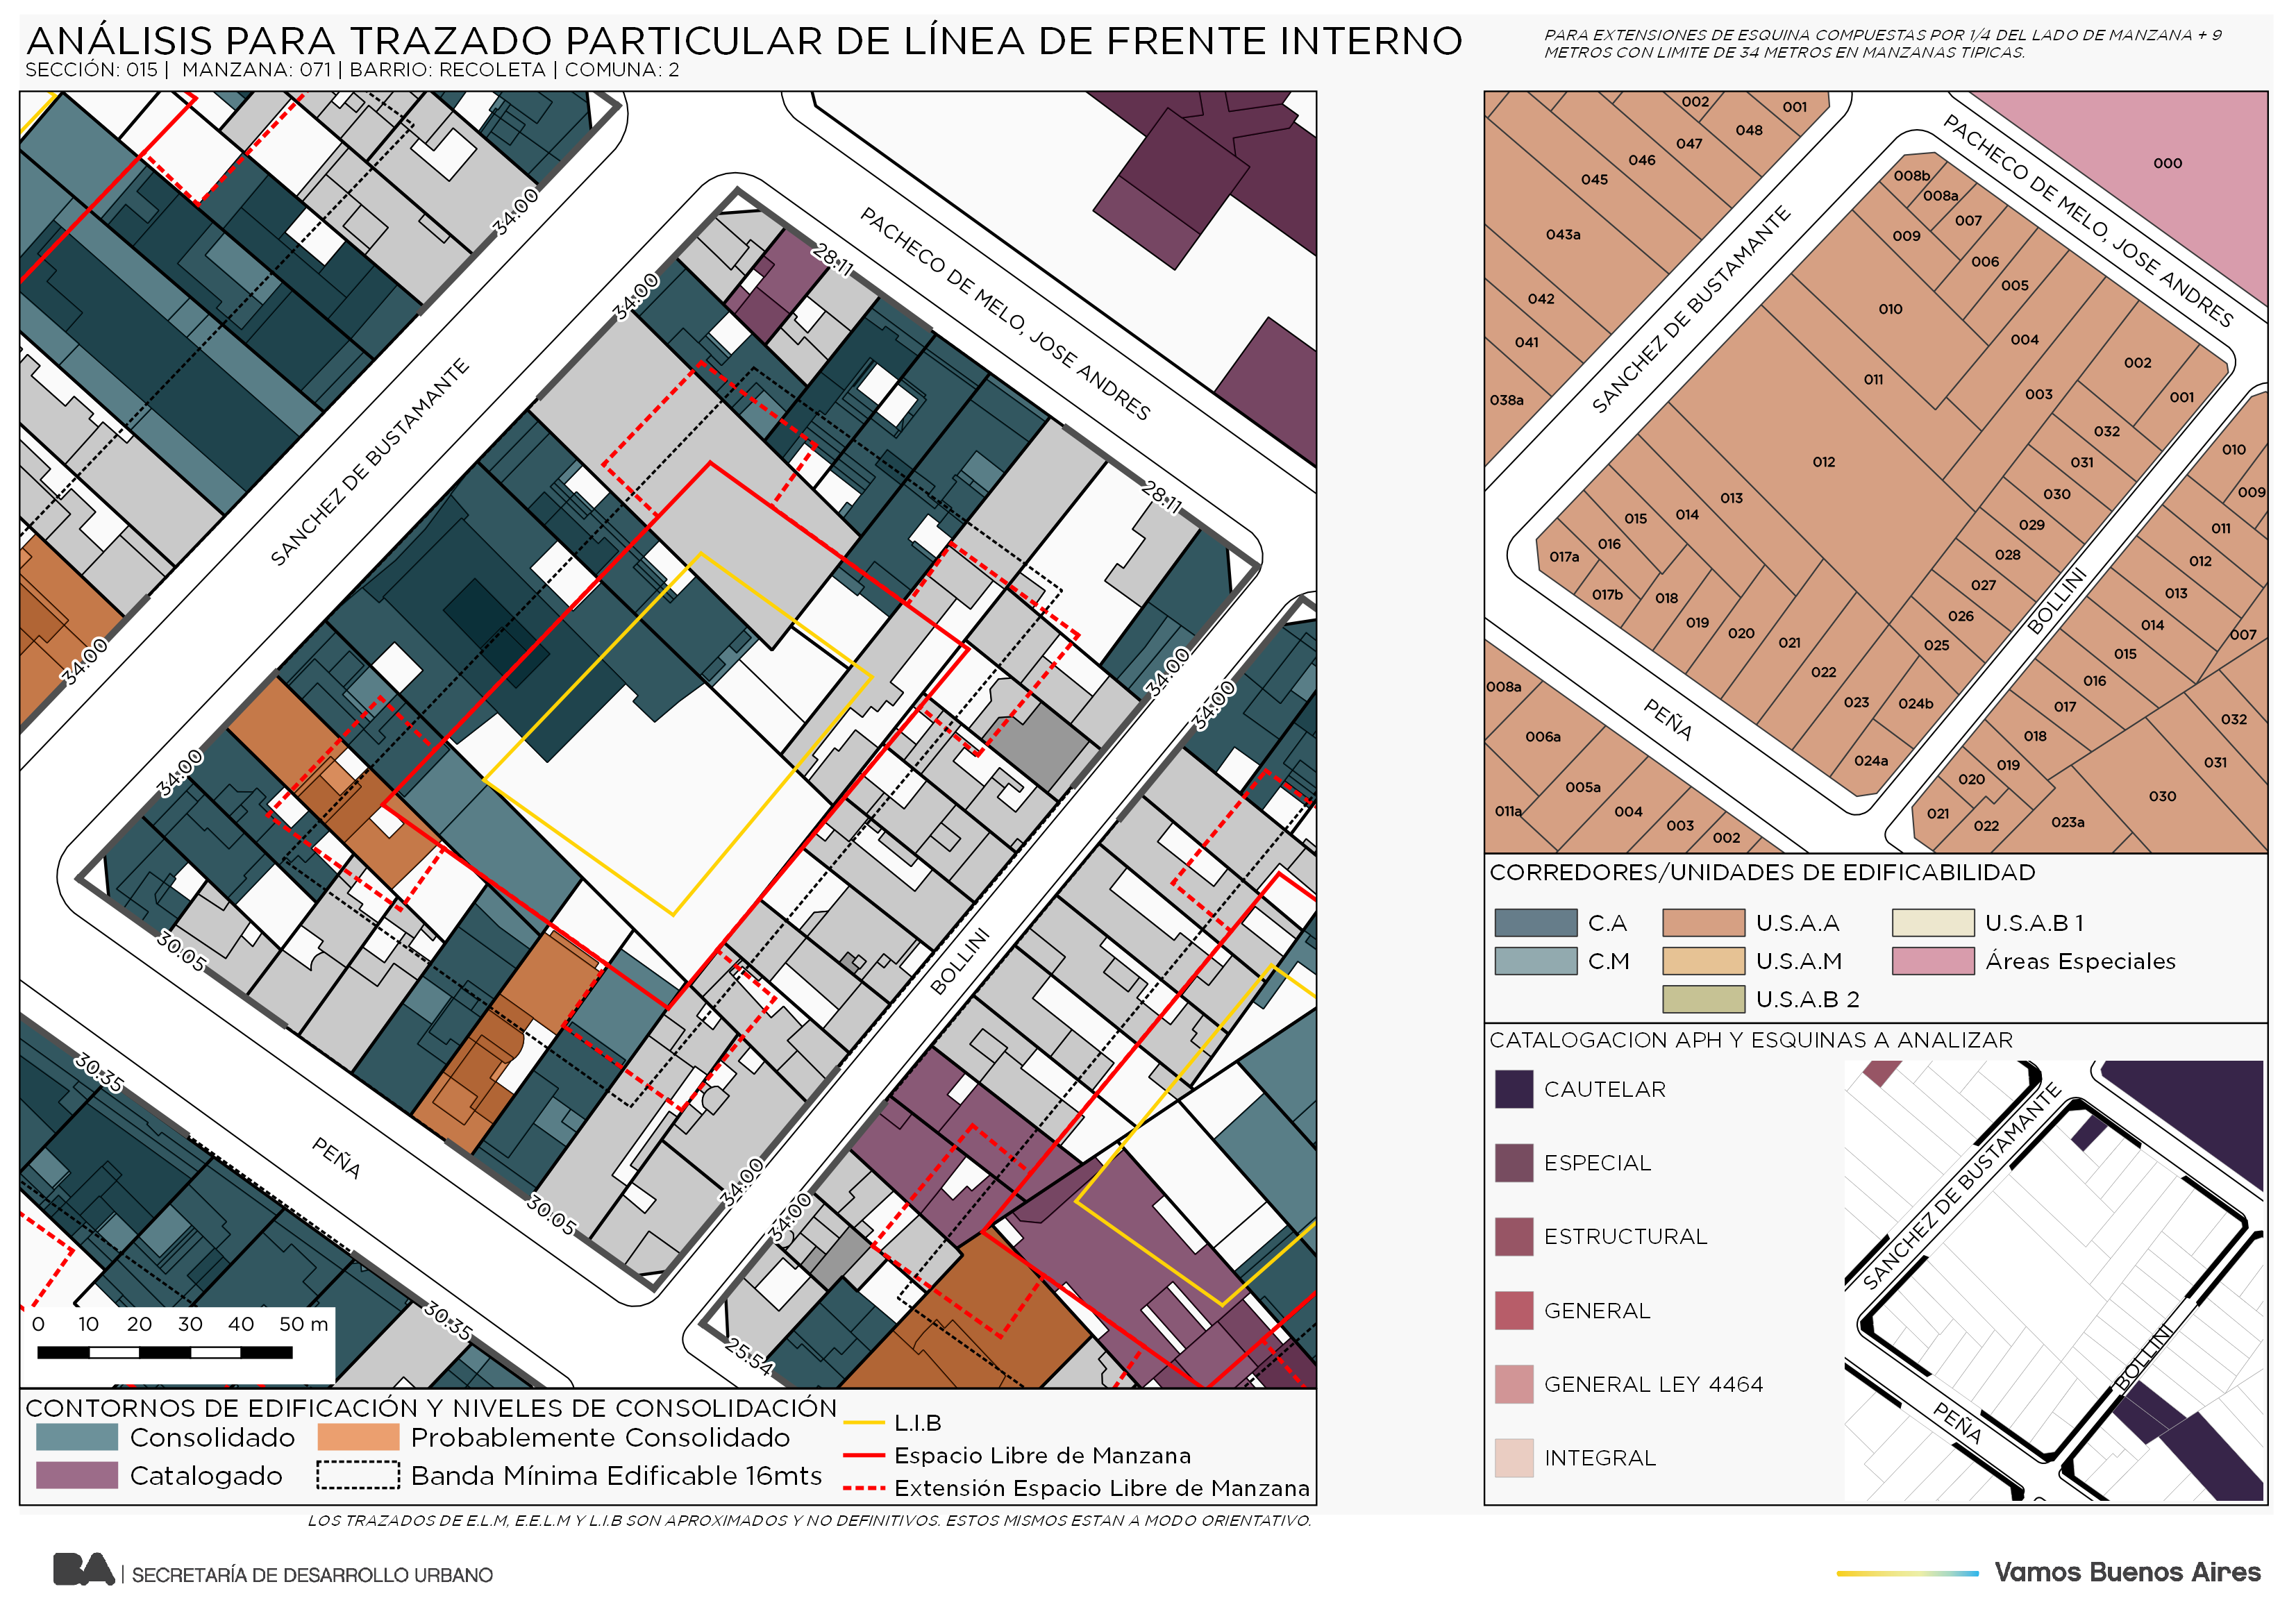 ANÁLISIS PARA TRAZADO PARTICULAR DE LÍNEA DE FRENTE INTERNO
SECCIÓN: 015 | MANZANA: 071 | BARRIO: RECOLETA | COMUNA: 2
PARA EXTENSIONES DE ESQUINA COMPUESTAS POR 1/4 DEL LADO DE MANZANA + 9
METROS CON LIMITE DE 34 METROS EN MANZANAS TIPICAS.
34.00
PACHECO DE MELO, JOSE ANDRES
28.11
34.00
SANCHEZ DE BUSTAMANTE
28.11
34.00
34.00
34.00
34.00
30.05
BOLLINI
30.35
PEÑA
34.00
34.00
30.05
30.35
25.54
0 10 20 30 40 50 m
CONTORNOS DE EDIFICACIÓN Y NIVELES DE CONSOLIDACIÓN
Consolidado
Probablemente Consolidado
Catalogado
Banda Mínima Edificable 16mts
L.I.B
Espacio Libre de Manzana
Extensión Espacio Libre de Manzana
LOS TRAZADOS DE E.L.M, E.E.L.M Y L.I.B SON APROXIMADOS Y NO DEFINITIVOS. ESTOS MISMOS ESTAN A MODO ORIENTATIVO.
002
001
048
047
046
045
043a
042
041
038a
000
PACHECO DE MELO, JOSE ANDRES
SANCHEZ DE BUSTAMANTE
008b
008a
007
009
006
005
010
004
011
002
003
001
032
031
012
030
013
029
014
015
028
016
017a
027
017b
018
026
019
020
021
025
022
023
024b
024a
BOLLINI
PEÑA
010
009
011
012
013
014
007
015
016
017
032
018
031
019
020
030
021
022
023a
008a
006a
005a
011a
004
003
002
CORREDORES/UNIDADES DE EDIFICABILIDAD
C.A
U.S.A.A
U.S.A.B 1
C.M
U.S.A.M
Áreas Especiales
U.S.A.B 2
CATALOGACION APH Y ESQUINAS A ANALIZAR
CAUTELAR
ESPECIAL
ESTRUCTURAL
GENERAL
GENERAL LEY 4464
INTEGRAL
SANCHEZ DE BUSTAMANTE
BOLLINI
PEÑA
BA | SECRETARÍA DE DESARROLLO URBANO
Vamos Buenos Aires